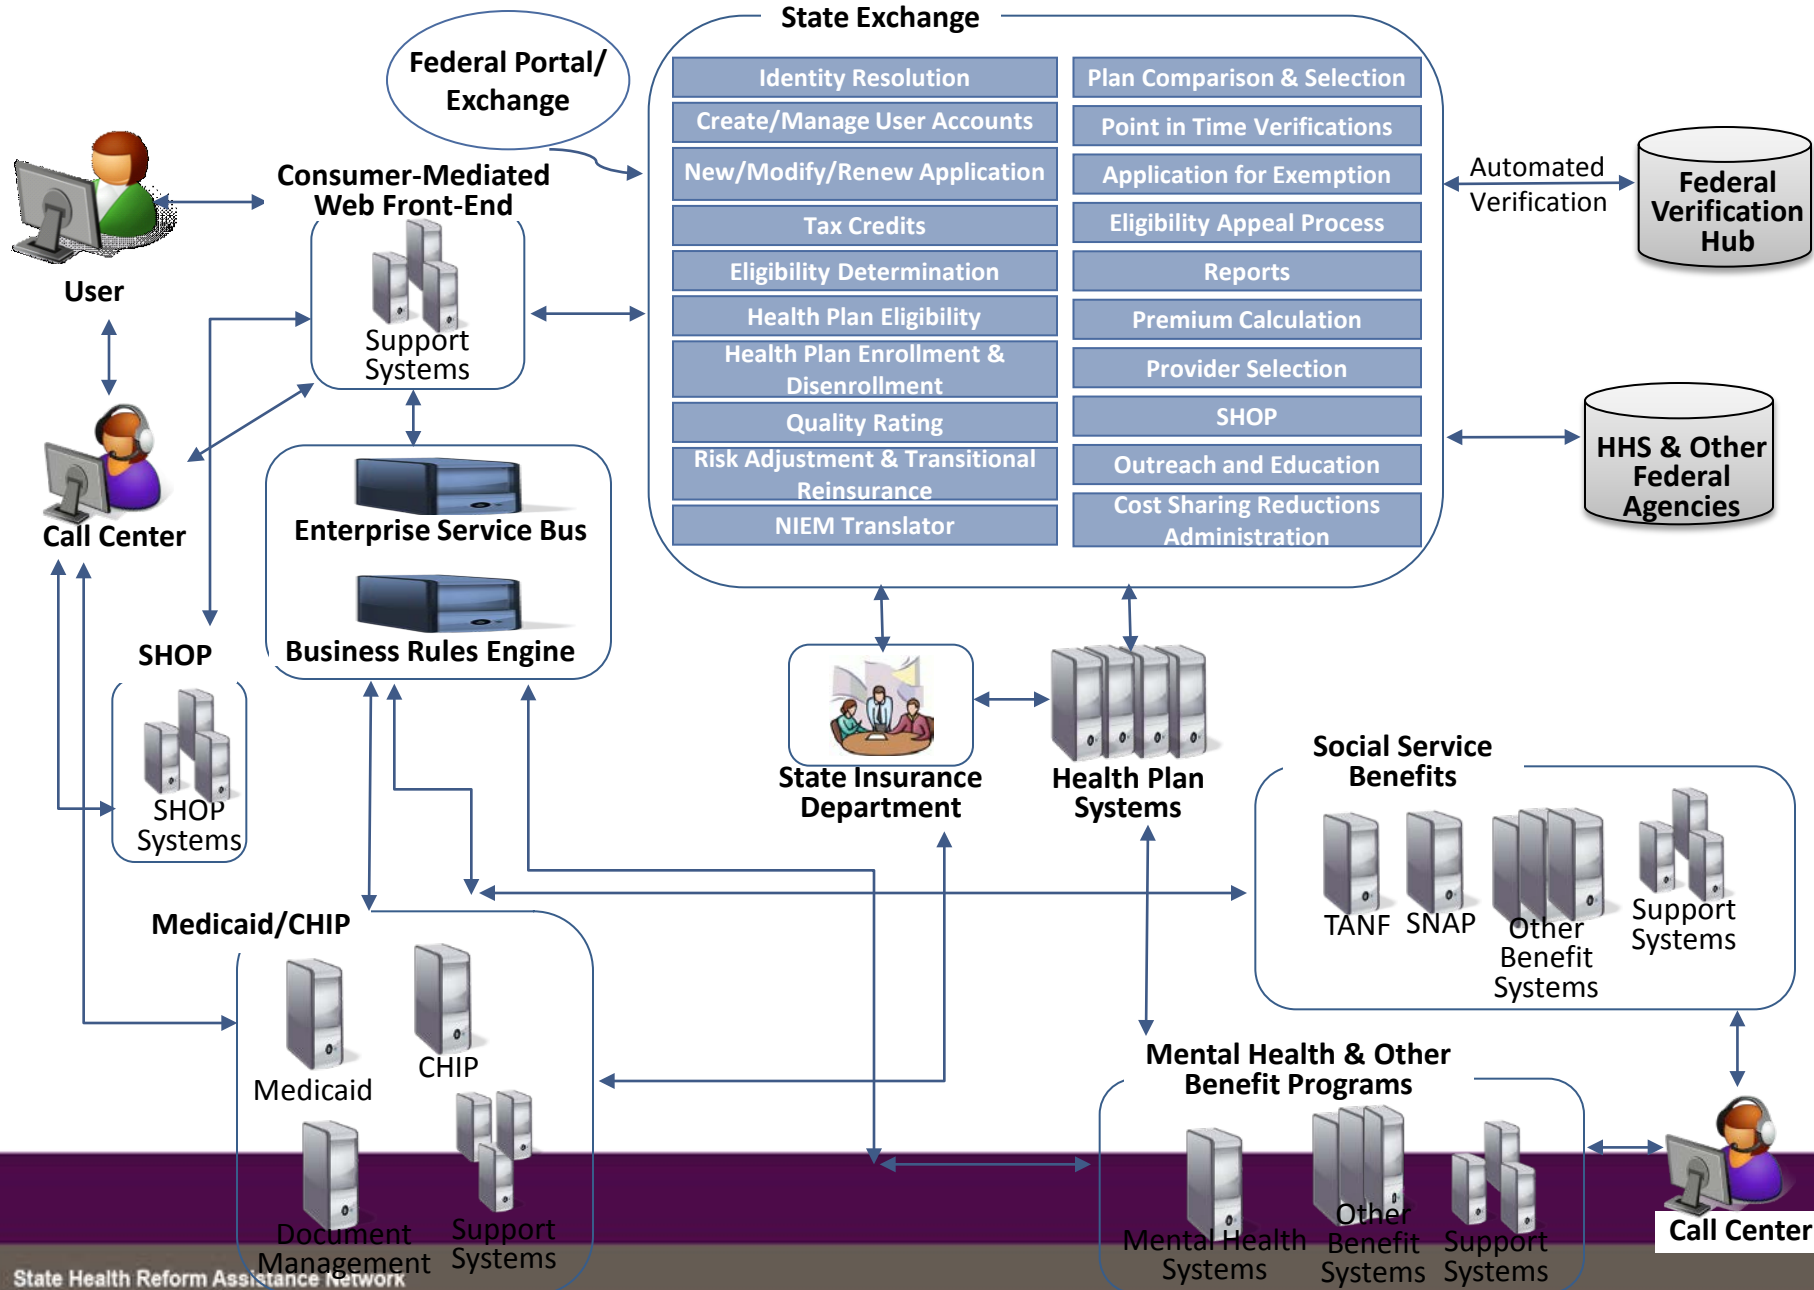 State Exchange
Federal Portal/
Exchange
Identity Resolution
Create/Manage User Accounts
New/Modify/Renew Application
Tax Credits
Eligibility Determination
Health Plan Eligibility
Health Plan Enrollment &
Disenrollment
Quality Rating
Risk Adjustment & Transitional
Reinsurance
NIEM Translator
Plan Comparison & Selection
Point in Time Verifications
Application for Exemption
Eligibility Appeal Process
Reports
Premium Calculation
Provider Selection
SHOP
Outreach and Education
Cost Sharing Reductions
Administration
Automated
Verification
Federal
Verification
Hub
HHS & Other
Federal
Agencies
Consumer-Mediated
Web Front-End
Support
Systems
User
Call Center
Enterprise Service Bus
Business Rules Engine
SHOP
SHOP
Systems
State Insurance
Department
Health Plan
Systems
Social Service
Benefits
TANF
SNAP
Other
Benefit
Systems
Support
Systems
Medicaid/CHIP
Medicaid
CHIP
Document
Management
Support
Systems
Mental Health & Other
Benefit Programs
Mental Health
Systems
Other
Benefit
Systems
Support
Systems
Call Center
State Health Reform Assistance Network